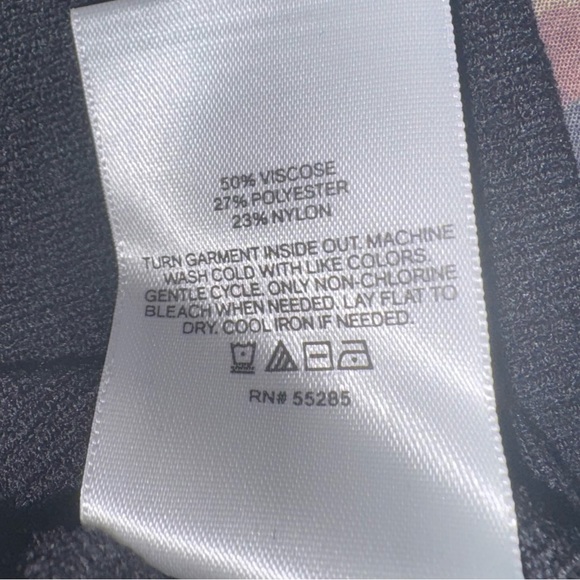 50% VISCOSE
27% POLYESTER
23% NYLON
TURN GARMENT INSIDE OUT. MACHINE
WASH COLD WITH LIKE COLORS.
GENTLE CYCLE. ONLY NON-CHLORINE
BLEACH WHEN NEEDED. LAY FLAT TO
DRY. COOL IRON IF NEEDED.
RN# 55285